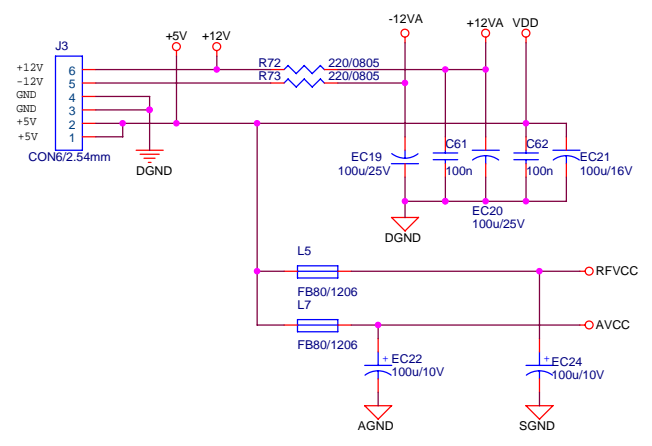 -12VA
+12VA VDD
J3
+5V +12V
+12V 6 R72 220/0805
-12V 5 R73 220/0805
GND 4
GND 3
+5V 2
+5V 1
CON6/2.54mm
DGND
EC19
100u/25V
C61
100n
EC20
100u/25V
C62
100n
EC21
100u/16V
DGND
L5
FB80/1206
RFVCC
L7
FB80/1206
AVCC
+ EC22
100u/10V
+ EC24
100u/10V
AGND
SGND